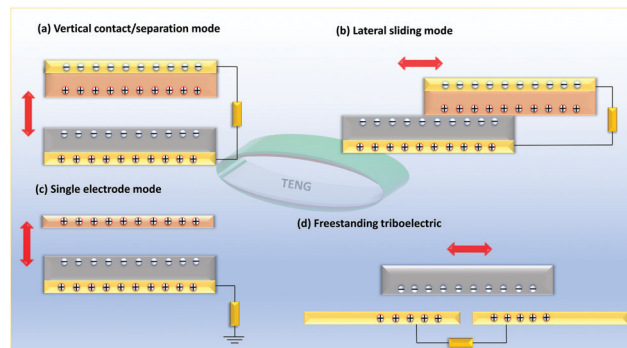 (a) Vertical contact/separation mode
(b) Lateral sliding mode
TENG
(c) Single electrode mode
(d) Freestanding triboelectric